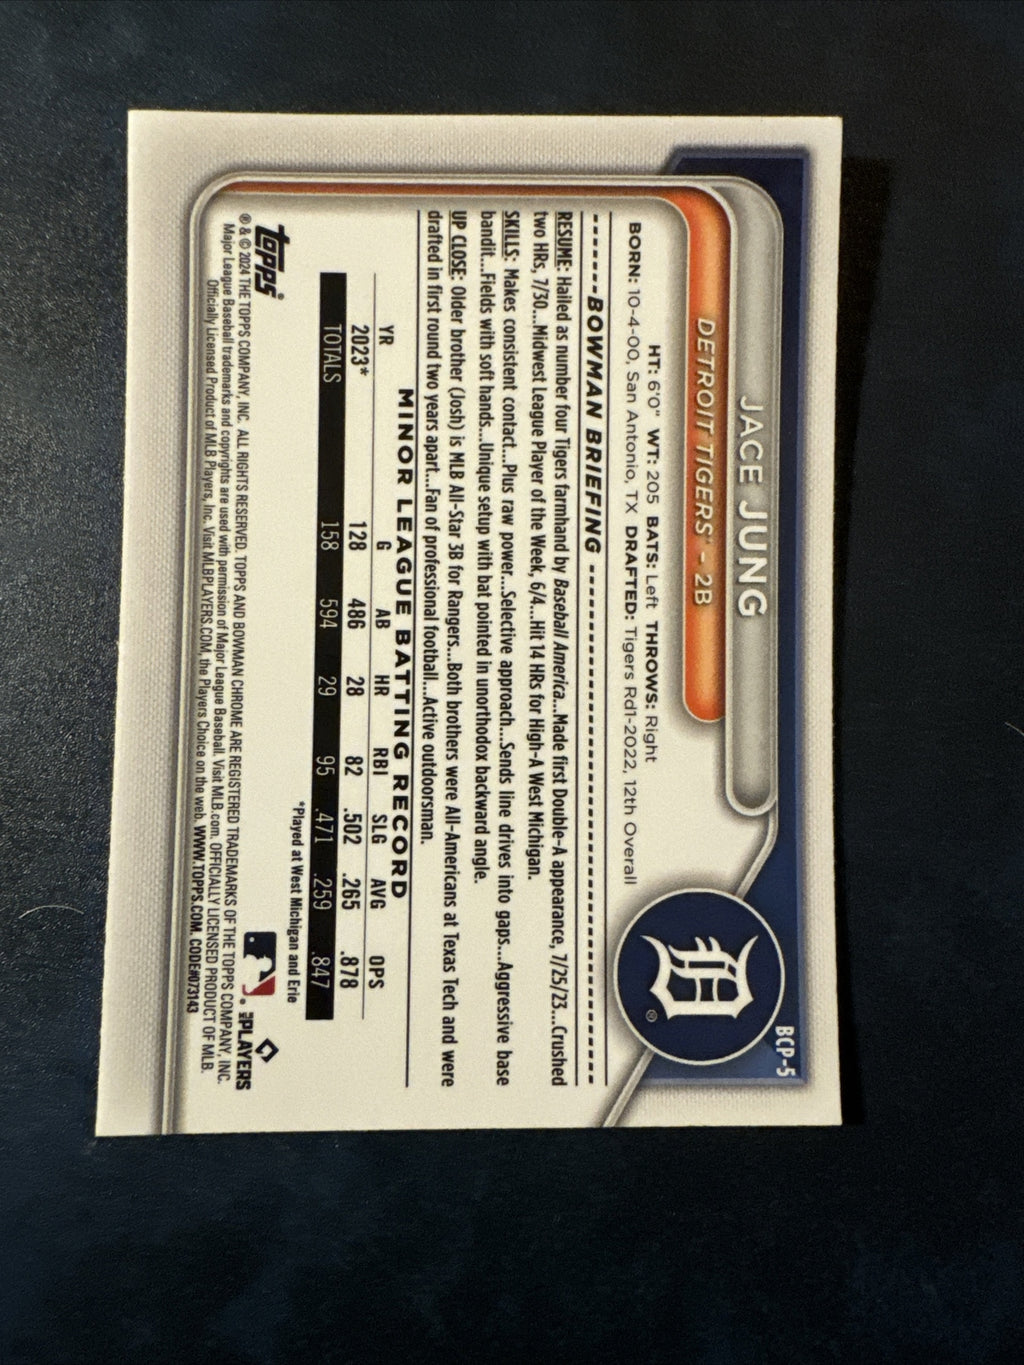 BCP-5
JACE JUNG
DETROIT TIGERS® - 2B
HT: 6'0" WT: 205 BATS: Left THROWS: Right
BORN: 10-4-00, San Antonio, TX DRAFTED: Tigers Rd1-2022, 12th Overall
BOWMAN BRIEFING
RESUME: Hailed as number four Tigers farmhand by Baseball America...Made first Double-A appearance, 7/25/23...Crushed
two HRs, 7/30...Midwest League Player of the Week, 6/4...Hit 14 HRs for High-A West Michigan.
SKILLS: Makes consistent contact...Plus raw power...Selective approach...Sends line drives into gaps...Aggressive base
bandit...Fields with soft hands...Unique setup with bat pointed in unorthodox backward angle.
UP CLOSE: Older brother (Josh) is MLB All-Star 3B for Rangers...Both brothers were All-Americans at Texas Tech and were
drafted in first round two years apart...Fan of professional football...Active outdoorsman.
MINOR LEAGUE BATTING RECORD
YR G AB HR RBI SLG AVG OPS
2023* 128 486 28 82 .502 .265 .878
TOTALS 158 594 29 95 .471 .259 .847
*Played at West Michigan and Erie
topps®
MLB PLAYERS
® & © 2024 THE TOPPS COMPANY, INC. ALL RIGHTS RESERVED. TOPPS AND BOWMAN CHROME ARE REGISTERED TRADEMARKS OF THE TOPPS COMPANY, INC.
Major League Baseball trademarks and copyrights are used with permission of Major League Baseball. Visit MLB.com. OFFICIALLY LICENSED PRODUCT OF MLB.
Officially Licensed Product of MLB Players, Inc. Visit MLBPLAYERS.COM, the Players Choice on the web. WWW.TOPPS.COM. CODE#073143